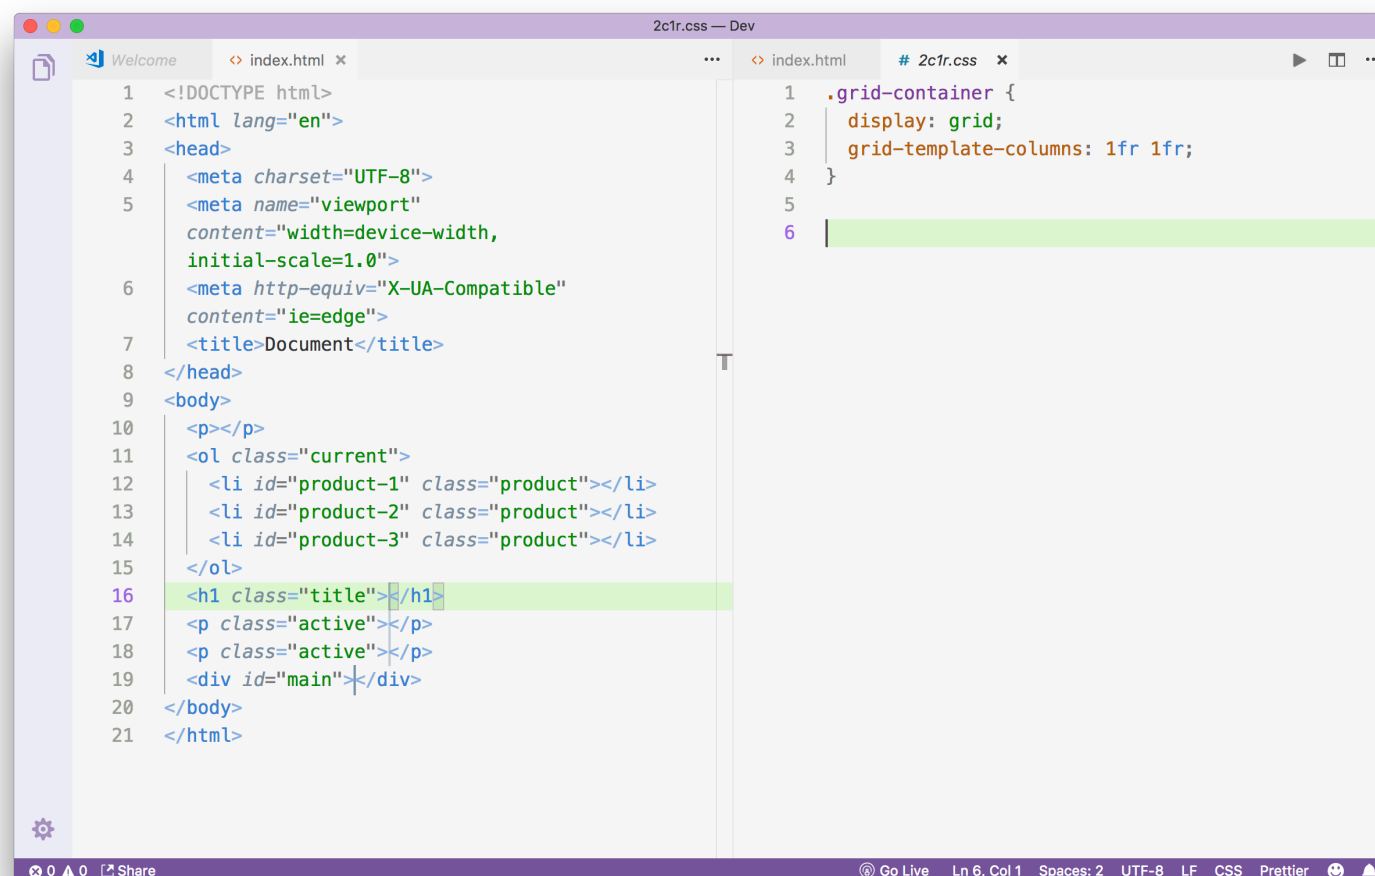 2c1r.css — Dev
Welcome
index.html
1 <!DOCTYPE html>
2 <html lang="en">
3 <head>
4 <meta charset="UTF-8">
5 <meta name="viewport"
content="width=device-width,
initial-scale=1.0">
6 <meta http-equiv="X-UA-Compatible"
content="ie=edge">
7 <title>Document</title>
8 </head>
9 <body>
10 <p></p>
11 <ol class="current">
12 <li id="product-1" class="product"></li>
13 <li id="product-2" class="product"></li>
14 <li id="product-3" class="product"></li>
15 </ol>
16 <h1 class="title"></h1>
17 <p class="active"></p>
18 <p class="active"></p>
19 <div id="main"></div>
20 </body>
21 </html>
index.html
# 2c1r.css
1 .grid-container {
2 display: grid;
3 grid-template-columns: 1fr 1fr;
4 }
5
6
0 0 Share
Go Live Ln 6, Col 1 Spaces: 2 UTF-8 LF CSS Prettier